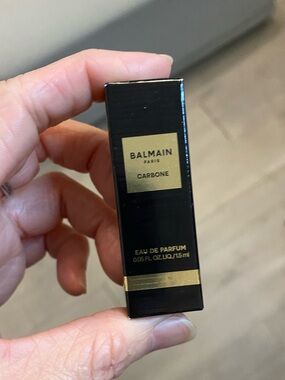 BALMAIN
PARIS
CARBONE
EAU DE PARFUM
0.05 FL.OZ.LIQ./1.5 ml